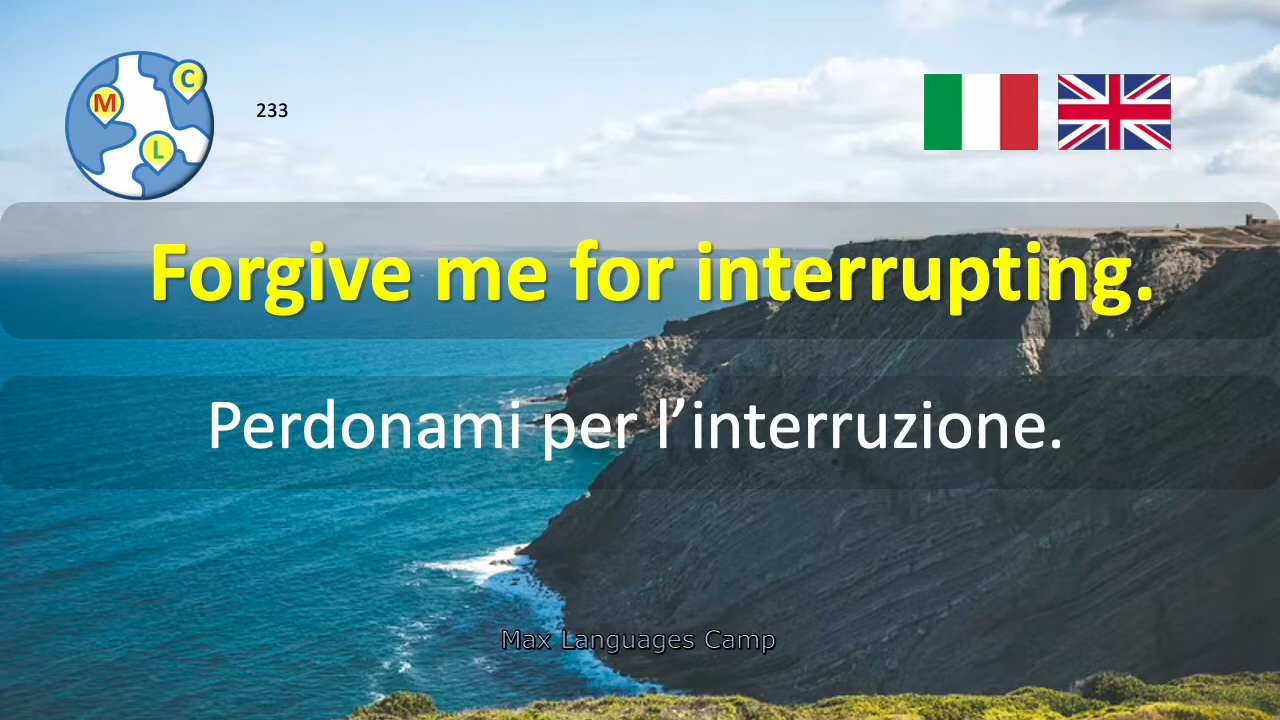 M
C
L
233
Forgive me for interrupting.
Perdonami per l’interruzione.
Max Languages Camp